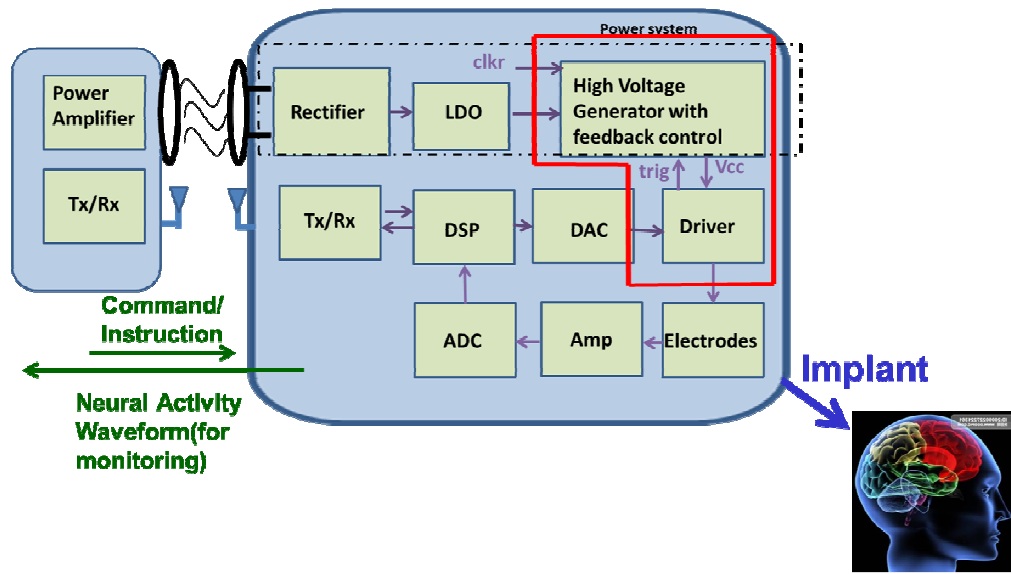 Power system
clkr
Power
Amplifier
Rectifier
LDO
High Voltage
Generator with
feedback control
trig
Vcc
Tx/Rx
Tx/Rx
DSP
DAC
Driver
Command/
Instruction
ADC
Amp
Electrodes
Implant
Neural Activity
Waveform(for
monitoring)